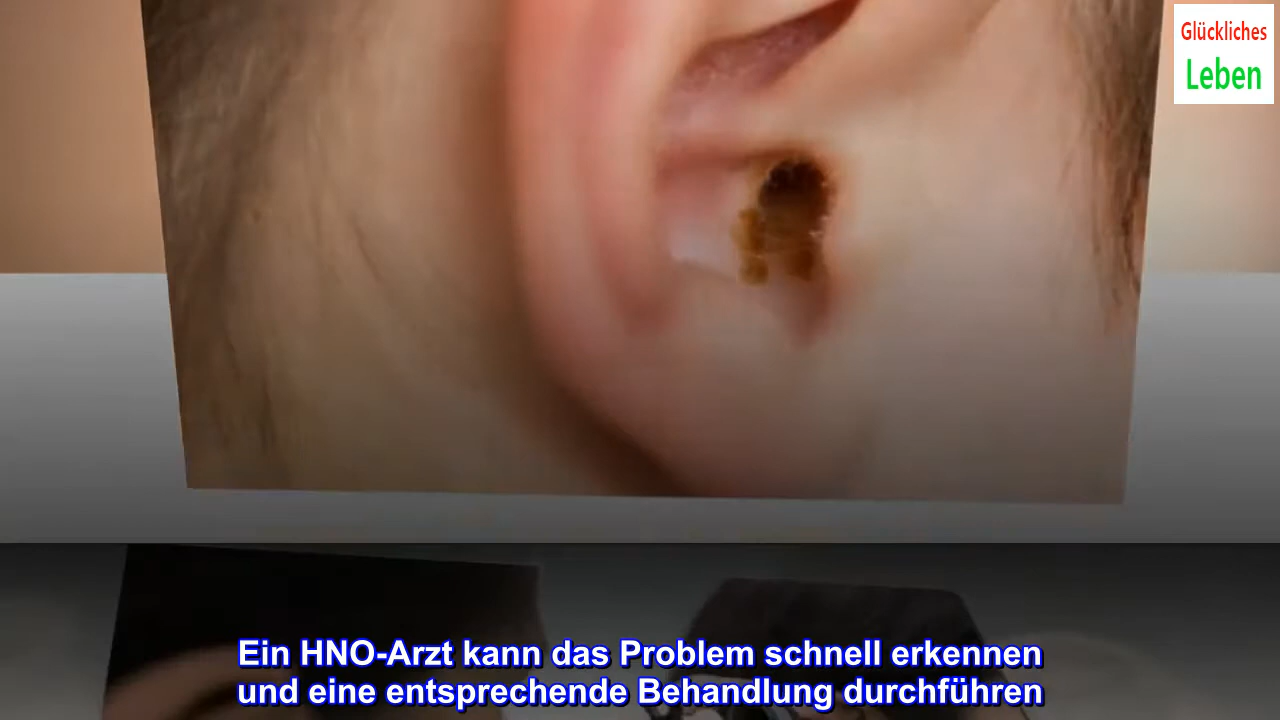 Glückliches
Leben
Ein HNO-Arzt kann das Problem schnell erkennen
und eine entsprechende Behandlung durchführen